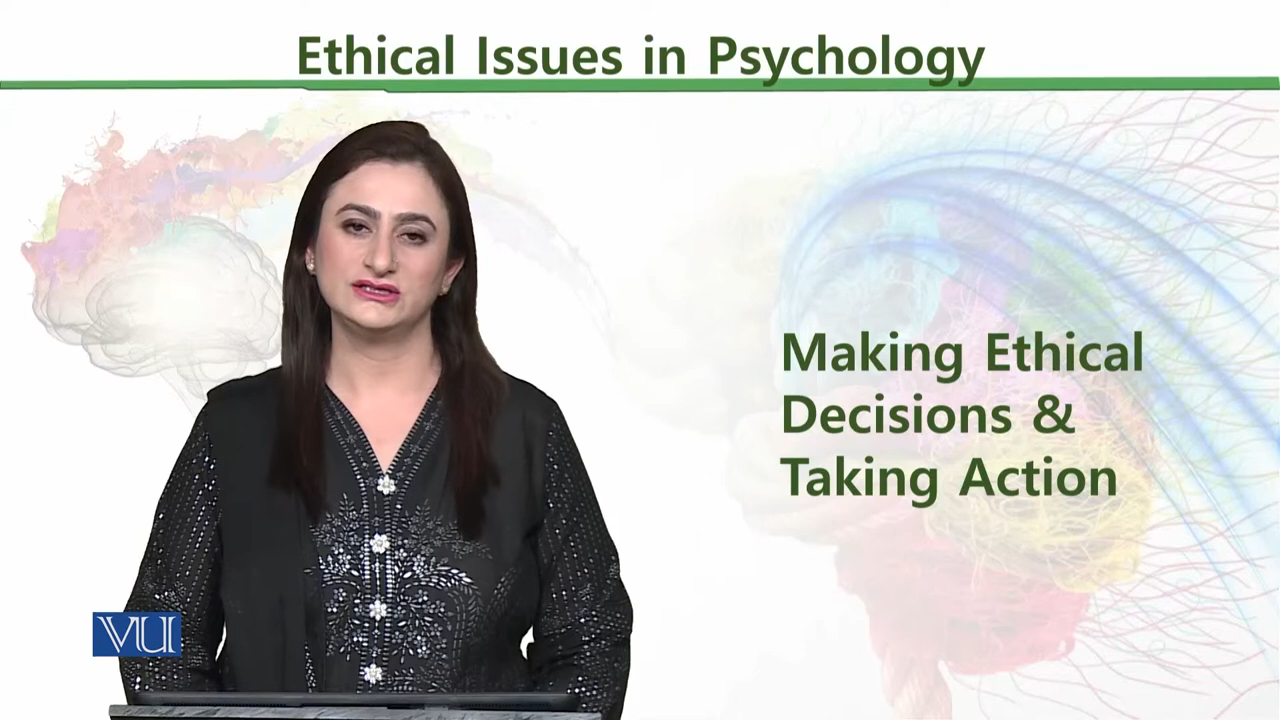 Ethical Issues in Psychology
Making Ethical
Decisions &
Taking Action
VU